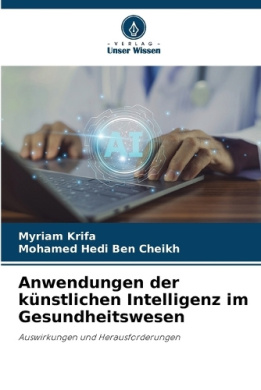 - VERLAG -
Unser Wissen
AI
Myriam Krifa
Mohamed Hedi Ben Cheikh
Anwendungen der
künstlichen Intelligenz im
Gesundheitswesen
Auswirkungen und Herausforderungen